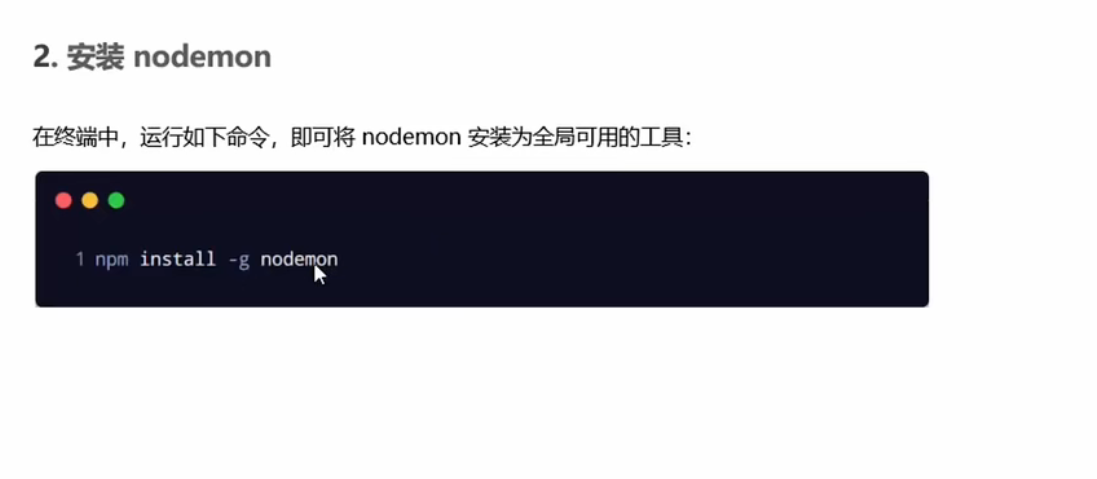 2. 安装 nodemon
在终端中，运行如下命令，即可将 nodemon 安装为全局可用的工具：
1 npm install -g nodemon